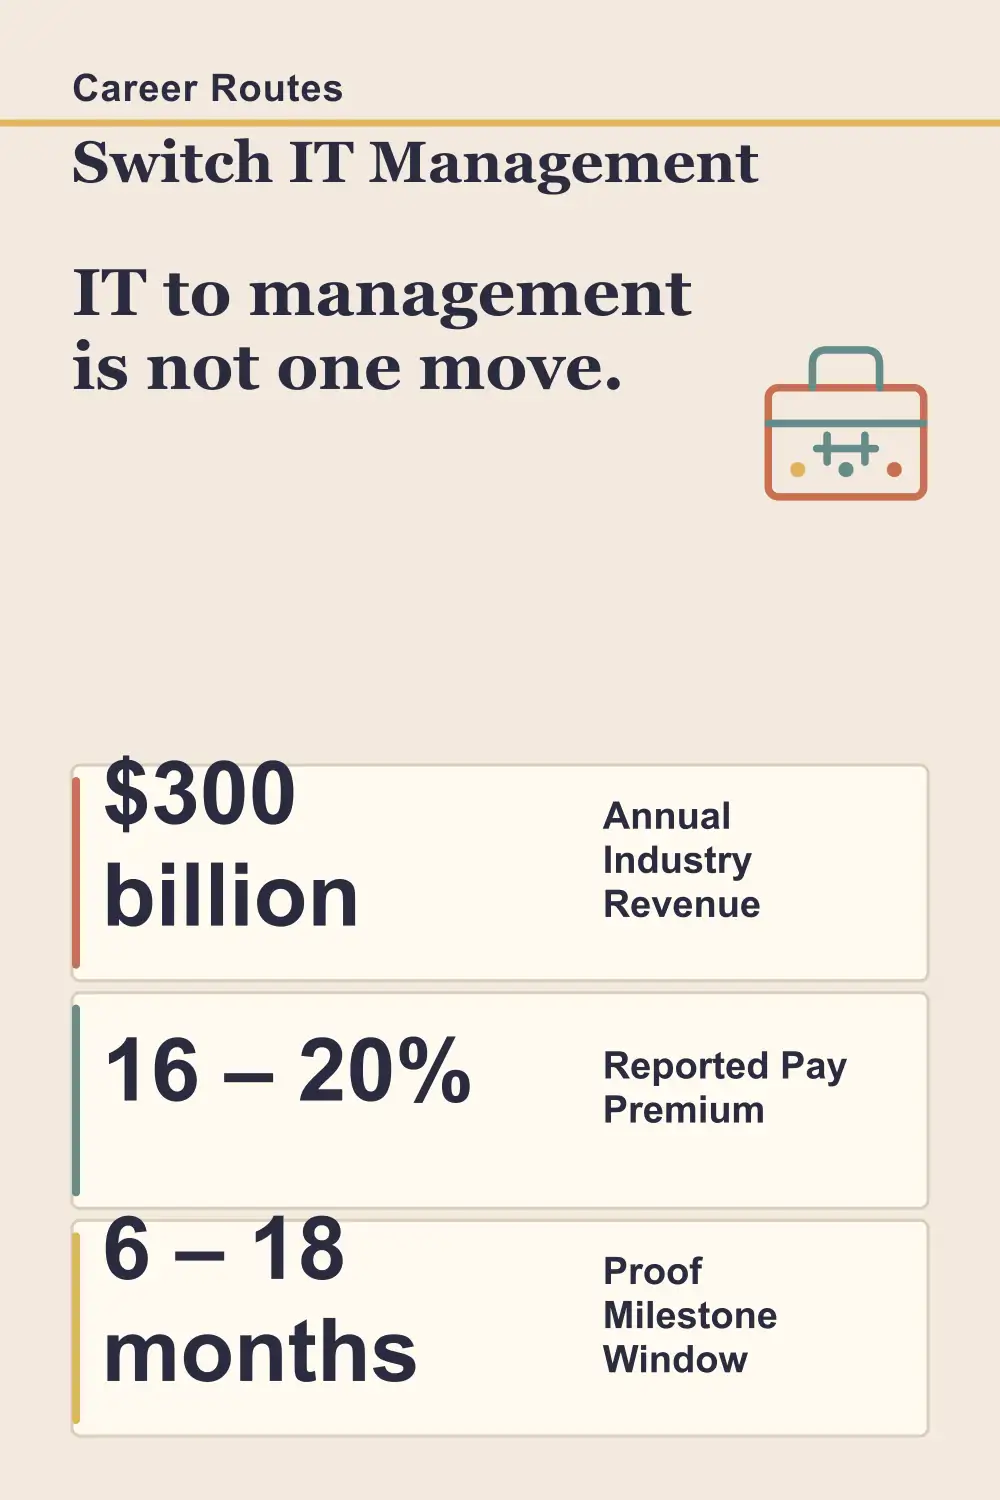 Career Routes
Switch IT Management
IT to management
is not one move.
$300
billion
Annual
Industry
Revenue
16 – 20%
Reported Pay
Premium
6 – 18
months
Proof
Milestone
Window